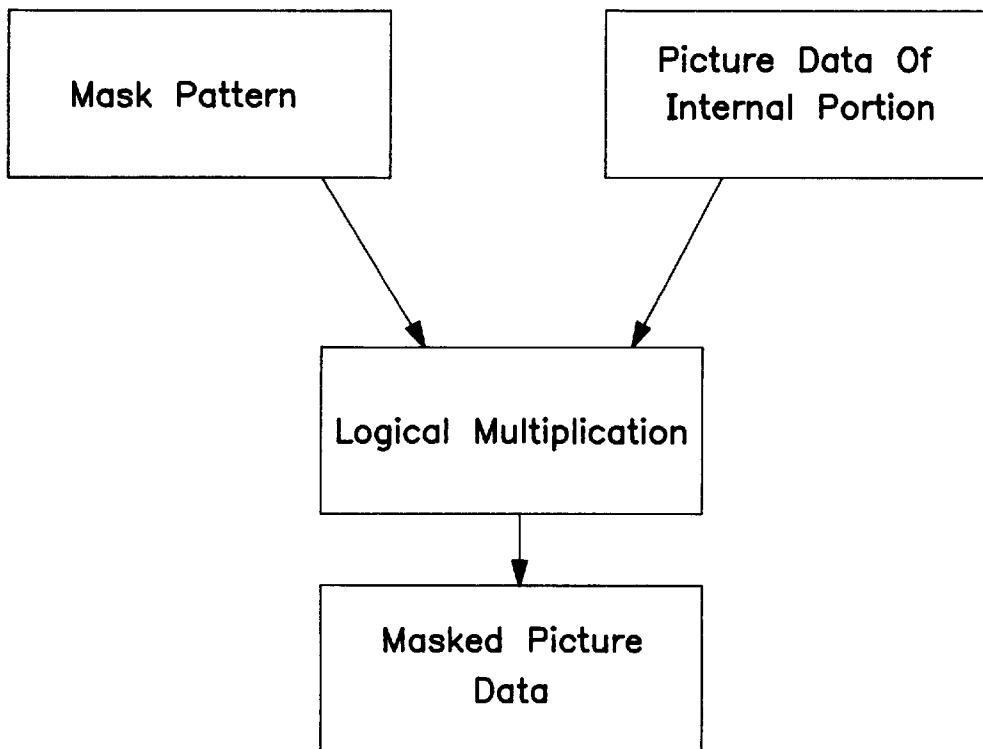 Mask Pattern
Picture Data Of
Internal Portion
Logical Multiplication
Masked Picture
Data